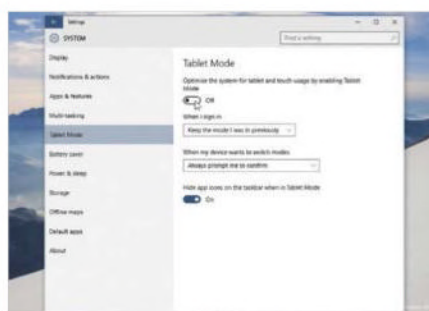 Settings
SYSTEM
Find a setting
Display
Notifications & actions
Apps & features
Multi-tasking
Tablet Mode
Battery saver
Power & sleep
Storage
Offline maps
Default apps
About
Tablet Mode
Optimise the system for tablet and touch usage by enabling Tablet
Mode
Off
When I sign in
Keep the mode I was in previously
When my device wants to switch modes
Always prompt me to confirm
Hide app icons on the taskbar when in Tablet Mode
On